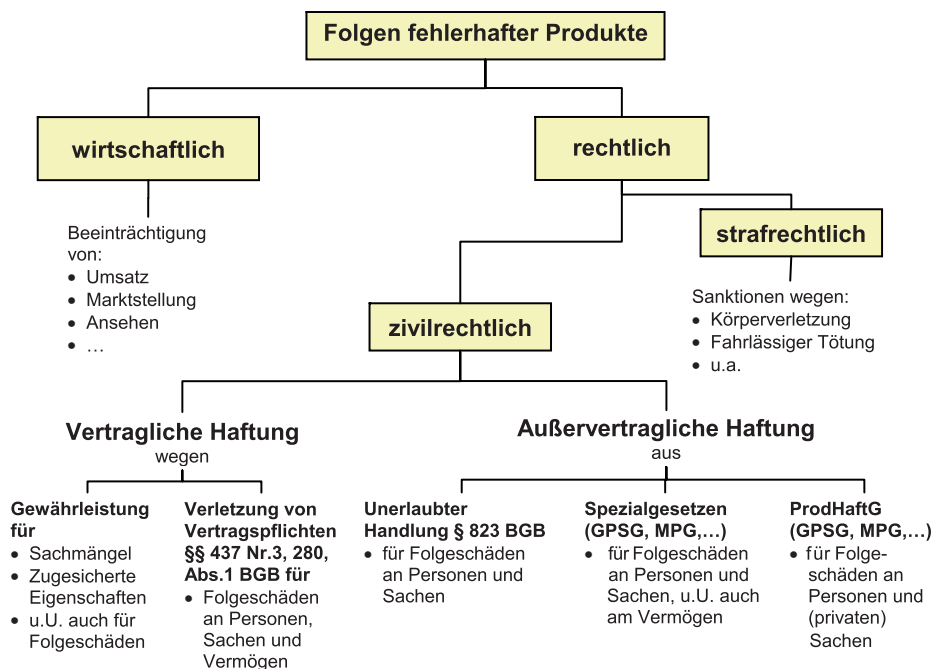 Folgen fehlerhafter Produkte
wirtschaftlich
rechtlich
Beeinträchtigung
von:
• Umsatz
• Marktstellung
• Ansehen
• …
strafrechtlich
Sanktionen wegen:
• Körperverletzung
• Fahrlässiger Tötung
• u.a.
zivilrechtlich
Vertragliche Haftung
wegen
Außervertragliche Haftung
aus
Gewährleistung
für
• Sachmängel
• Zugesicherte
Eigenschaften
• u.U. auch für
Folgeschäden
Verletzung von
Vertragspflichten
§§ 437 Nr.3, 280,
Abs.1 BGB für
• Folgeschäden
an Personen,
Sachen und
Vermögen
Unerlaubter
Handlung § 823 BGB
• für Folgeschäden
an Personen und
Sachen
Spezialgesetzen
(GPSG, MPG,…)
• für Folgeschäden
an Personen und
Sachen, u.U. auch
am Vermögen
ProdHaftG
(GPSG, MPG,…)
• für Folge-
schäden an
Personen und
(privaten)
Sachen